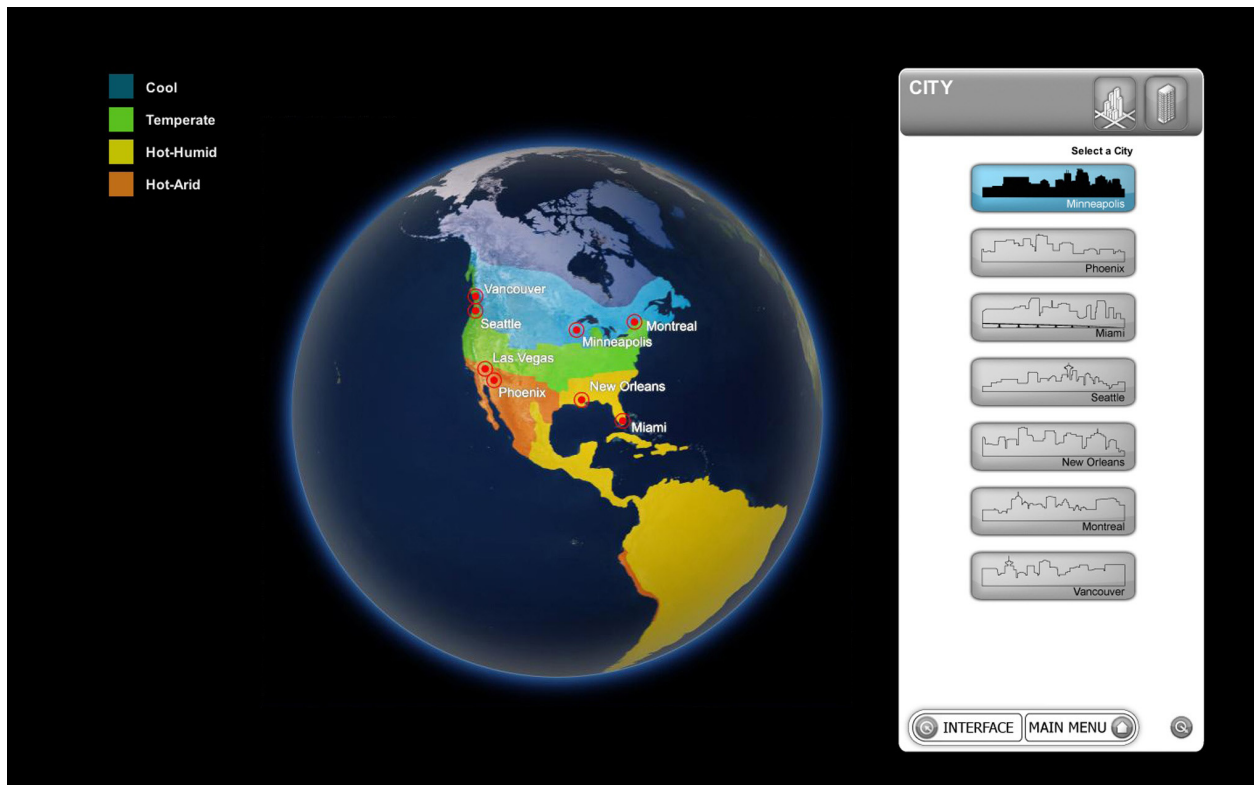 Cool
Temperate
Hot-Humid
Hot-Arid
Vancouver
Seattle
Montreal
Minneapolis
Las Vegas
Phoenix
New Orleans
Miami
CITY
Select a City
Minneapolis
Phoenix
Miami
Seattle
New Orleans
Montreal
Vancouver
INTERFACE
MAIN MENU